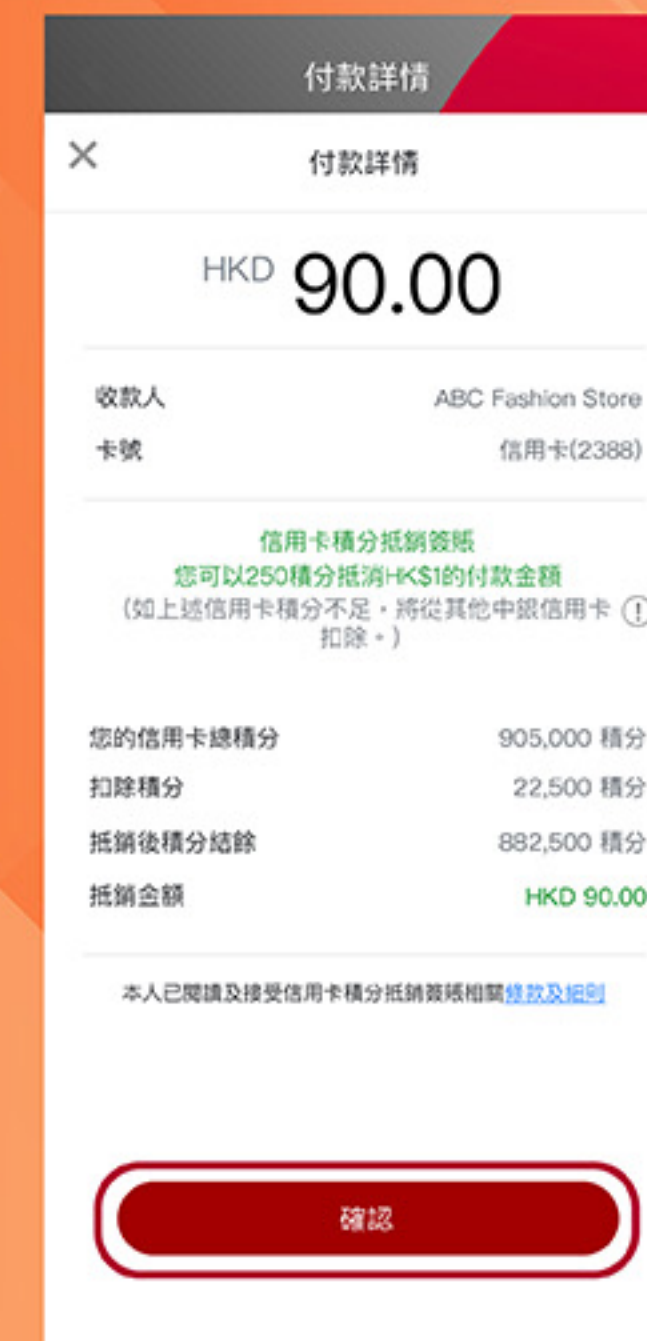 付款詳情
付款詳情
HKD 90.00
收款人 ABC Fashion Store
卡號 信用卡(2388)
信用卡積分抵銷簽賬
您可以250積分抵消HK$1的付款金額
(如上述信用卡積分不足,將從其他中銀信用卡
扣除。)
您的信用卡總積分 905,000 積分
扣除積分 22,500 積分
抵銷後積分結餘 882,500 積分
抵銷金額 HKD 90.00
本人已閱讀及接受信用卡積分抵銷簽賬相關條款及細則
確認